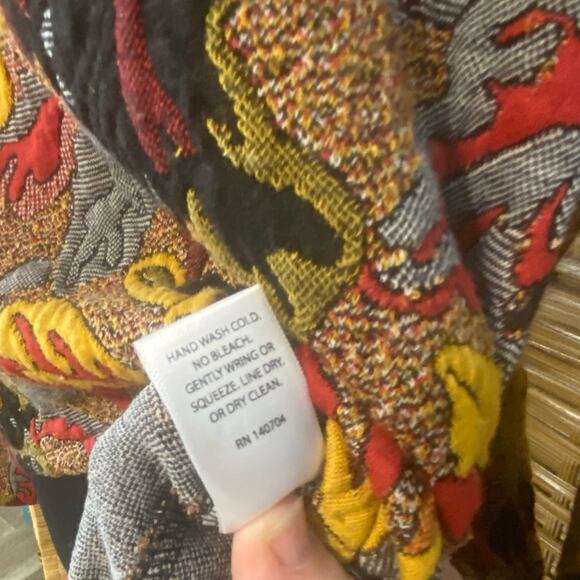 HAND WASH COLD.
NO BLEACH.
GENTLY WRING OR
SQUEEZE. LINE DRY.
OR DRY CLEAN.
RN 140704